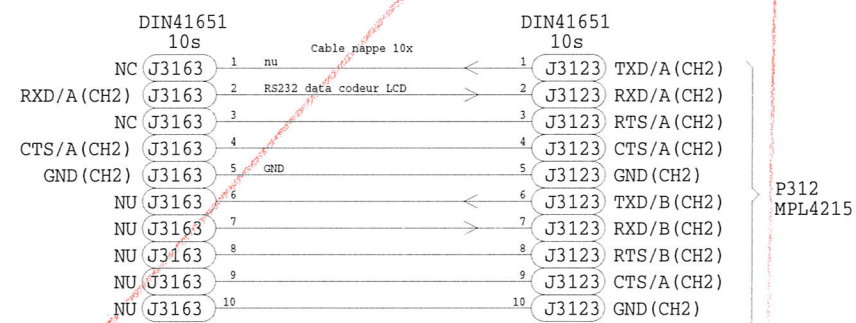 DIN41651 DIN41651
10s 10s
Cable nappe 10x
NC J3163 1 nu 1 J3123 TXD/A(CH2)
RXD/A(CH2) J3163 2 RS232 data codeur LCD 2 J3123 RXD/A(CH2)
NC J3163 3 3 J3123 RTS/A(CH2)
CTS/A(CH2) J3163 4 4 J3123 CTS/A(CH2)
GND(CH2) J3163 5 GND 5 J3123 GND(CH2)
NU J3163 6 6 J3123 TXD/B(CH2)
P312
NU J3163 7 7 J3123 RXD/B(CH2)
MPL4215
NU J3163 8 8 J3123 RTS/B(CH2)
NU J3163 9 9 J3123 CTS/A(CH2)
NU J3163 10 10 J3123 GND(CH2)